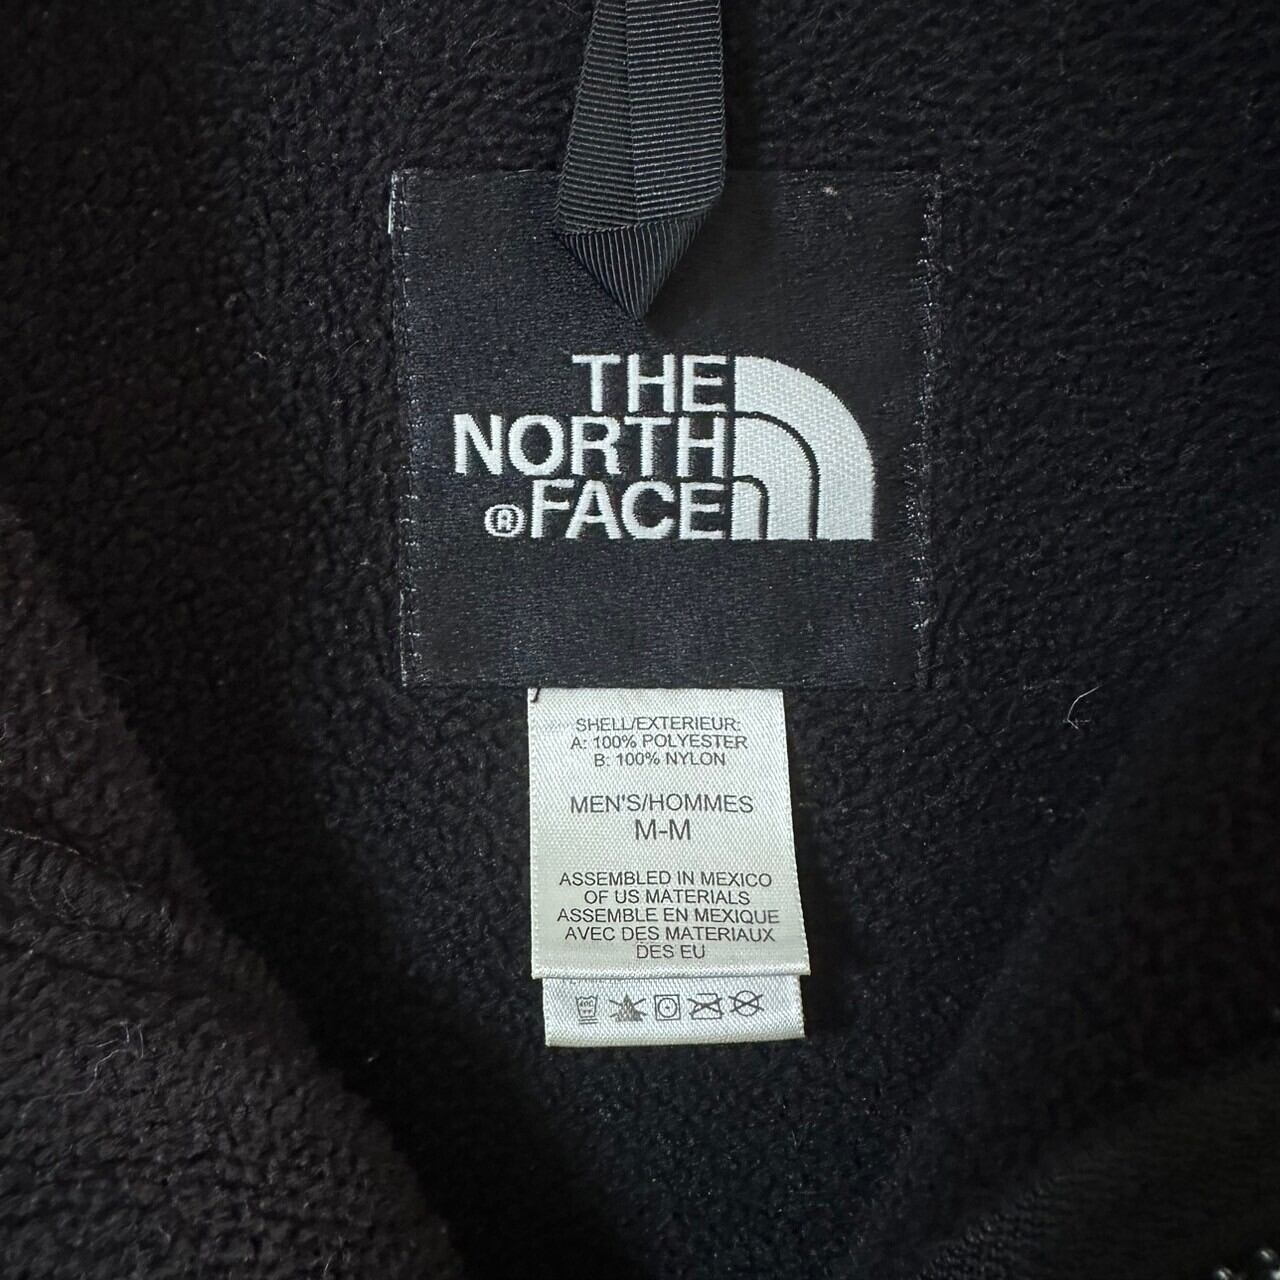 THE
NORTH
®FACE
SHELL/EXTERIEUR:
A: 100% POLYESTER
B: 100% NYLON
MEN'S/HOMMES
M-M
ASSEMBLED IN MEXICO
OF US MATERIALS
ASSEMBLE EN MEXIQUE
AVEC DES MATERIAUX
DES EU